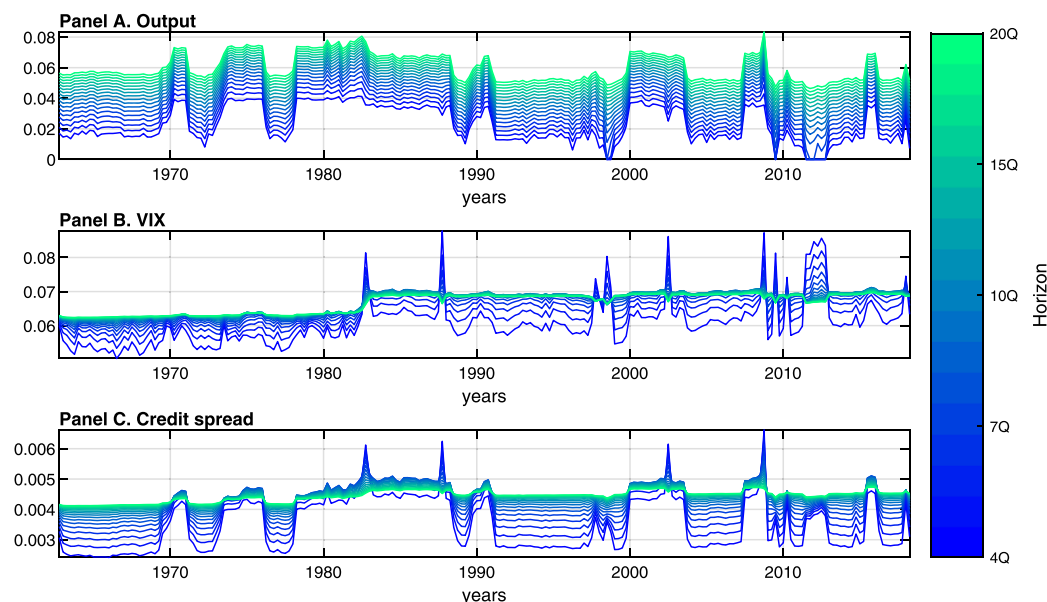 Panel A. Output
0.08
0.06
0.04
0.02
0
1970
1980
1990
2000
2010
years
Panel B. VIX
0.08
0.07
0.06
1970
1980
1990
2000
2010
years
Panel C. Credit spread
0.006
0.005
0.004
0.003
1970
1980
1990
2000
2010
years
20Q
15Q
10Q
7Q
4Q
Horizon